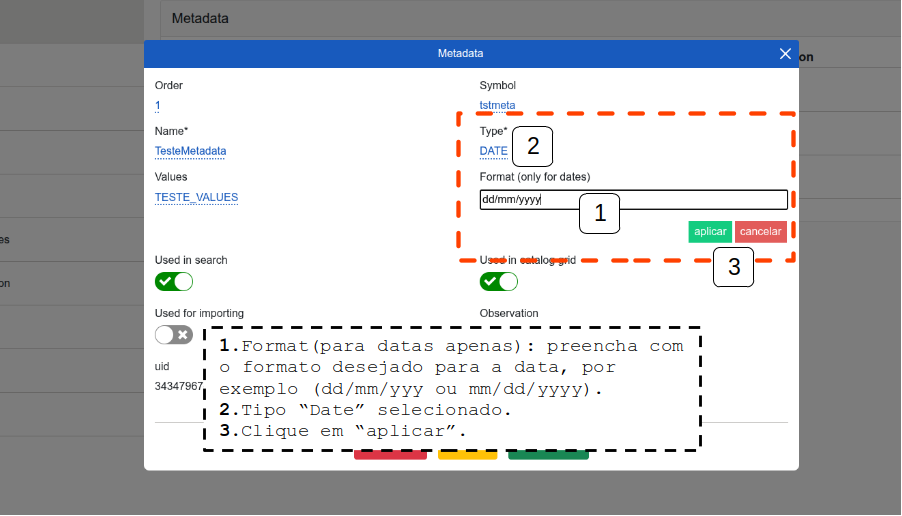 Metadata
Metadata
on
Order
Symbol
1
tstmeta
Name*
Type*
2
TesteMetadata
DATE
Values
Format (only for dates)
TESTE_VALUES
dd/mm/yyyy
1
aplicar
cancelar
es
3
Used in search
Used in catalog grid
on
Used for importing
Observation
1.Format(para datas apenas): preencha com
o formato desejado para a data, por
exemplo (dd/mm/yyy ou mm/dd/yyyy).
2.Tipo “Date” selecionado.
3.Clique em “aplicar”.
uid
34347967